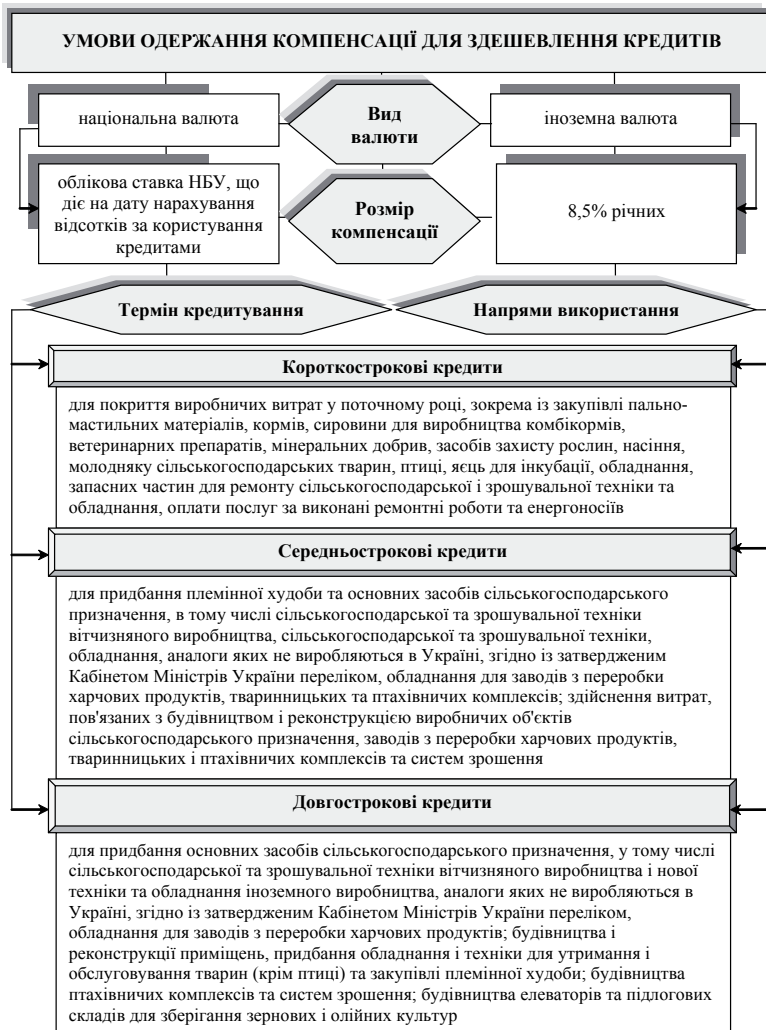 УМОВИ ОДЕРЖАННЯ КОМПЕНСАЦІЇ ДЛЯ ЗДЕШЕВЛЕННЯ КРЕДИТІВ
національна валюта
Вид
валюти
іноземна валюта
облікова ставка НБУ, що
діє на дату нарахування
відсотків за користування
кредитами
Розмір
компенсації
8,5% річних
Термін кредитування
Напрями використання
Короткострокові кредити
для покриття виробничих витрат у поточному році, зокрема із закупівлі пально-
мастильних матеріалів, кормів, сировини для виробництва комбікормів,
ветеринарних препаратів, мінеральних добрив, засобів захисту рослин, насіння,
молодняку сільськогосподарських тварин, птиці, яєць для інкубації, обладнання,
запасних частин для ремонту сільськогосподарської і зрошувальної техніки та
обладнання, оплати послуг за виконані ремонтні роботи та енергоносіїв
Середньострокові кредити
для придбання племінної худоби та основних засобів сільськогосподарського
призначення, в тому числі сільськогосподарської та зрошувальної техніки
вітчизняного виробництва, сільськогосподарської та зрошувальної техніки,
обладнання, аналоги яких не виробляються в Україні, згідно із затвердженим
Кабінетом Міністрів України переліком, обладнання для заводів з переробки
харчових продуктів, тваринницьких та птахівничих комплексів; здійснення витрат,
пов'язаних з будівництвом і реконструкцією виробничих об'єктів
сільськогосподарського призначення, заводів з переробки харчових продуктів,
тваринницьких і птахівничих комплексів та систем зрошення
Довгострокові кредити
для придбання основних засобів сільськогосподарського призначення, у тому числі
сільськогосподарської та зрошувальної техніки вітчизняного виробництва і нової
техніки та обладнання іноземного виробництва, аналоги яких не виробляються в
Україні, згідно із затвердженим Кабінетом Міністрів України переліком,
обладнання для заводів з переробки харчових продуктів; будівництва і
реконструкції приміщень, придбання обладнання і техніки для утримання і
обслуговування тварин (крім птиці) та закупівлі племінної худоби; будівництва
птахівничих комплексів та систем зрошення; будівництва елеваторів та підлогових
складів для зберігання зернових і олійних культур